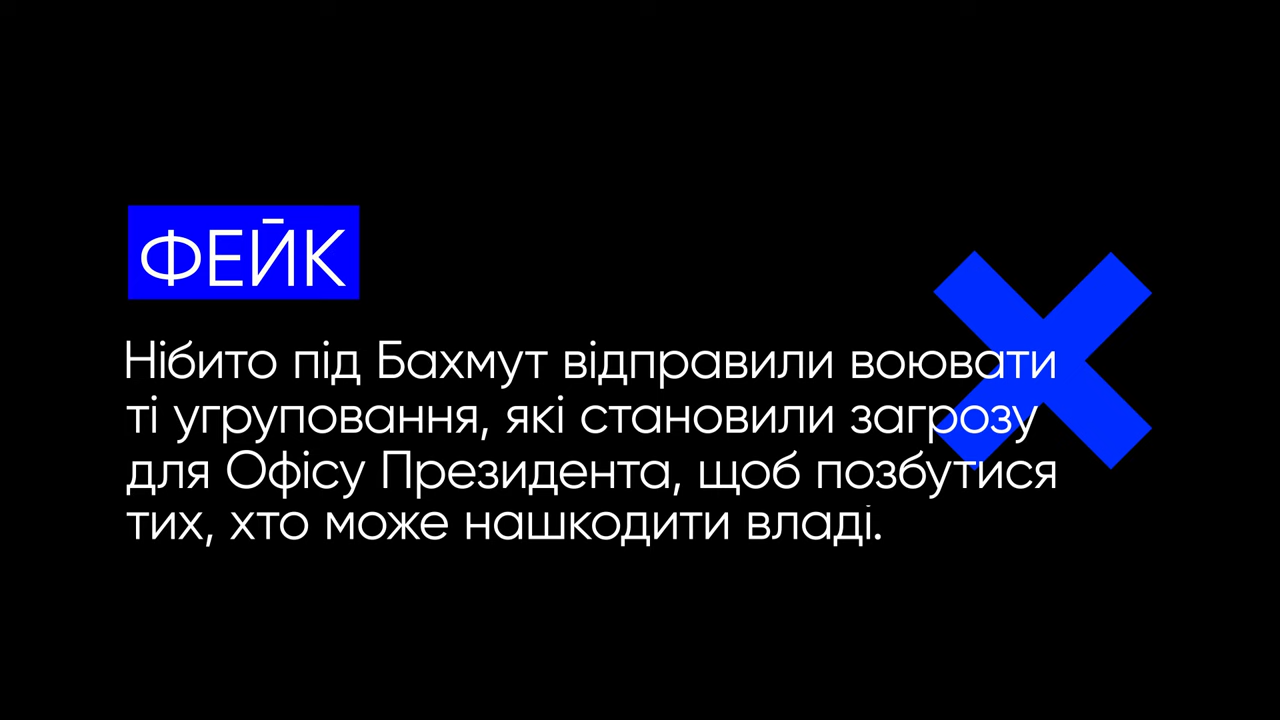 ФЕЙК
Нібито під Бахмут відправили воювати
ті угруповання, які становили загрозу
для Офісу Президента, щоб позбутися
тих, хто може нашкодити владі.